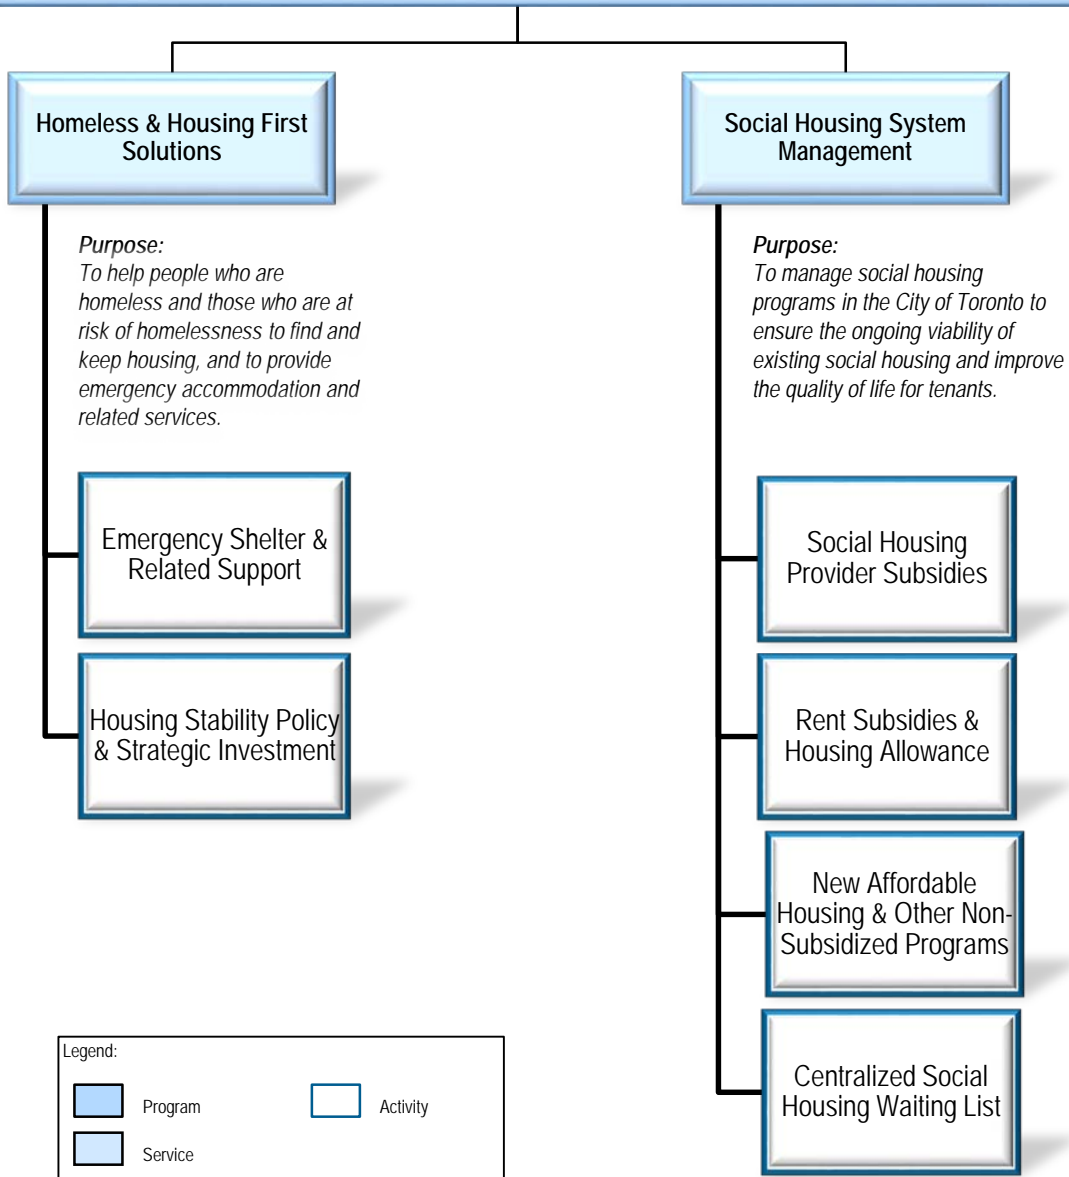 Homeless & Housing First
Solutions
Purpose:
To help people who are
homeless and those who are at
risk of homelessness to find and
keep housing, and to provide
emergency accommodation and
related services.
Emergency Shelter &
Related Support
Housing Stability Policy
& Strategic Investment
Social Housing System
Management
Purpose:
To manage social housing
programs in the City of Toronto to
ensure the ongoing viability of
existing social housing and improve
the quality of life for tenants.
Social Housing
Provider Subsidies
Rent Subsidies &
Housing Allowance
New Affordable
Housing & Other Non-
Subsidized Programs
Centralized Social
Housing Waiting List
Legend:
Program
Activity
Service